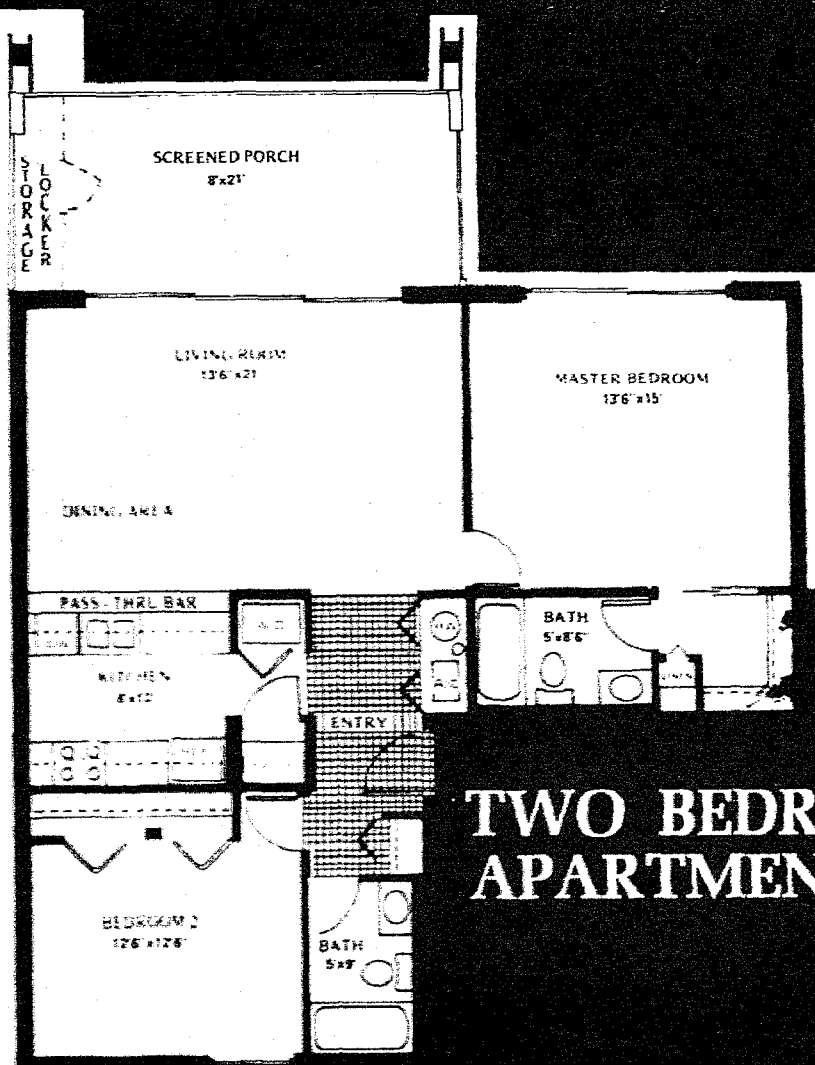 STORAGE
LOCKER
SCREENED PORCH
8'x21'
LIVING ROOM
13'6"x21'
MASTER BEDROOM
13'6"x15'
DINING AREA
PASS-THRU BAR
BATH
5'x8'6"
KITCHEN
8'x12'
LINEN
ENTRY
TWO BEDR
APARTMEN
BEDROOM 2
12'6"x12'6"
BATH
5'x9'